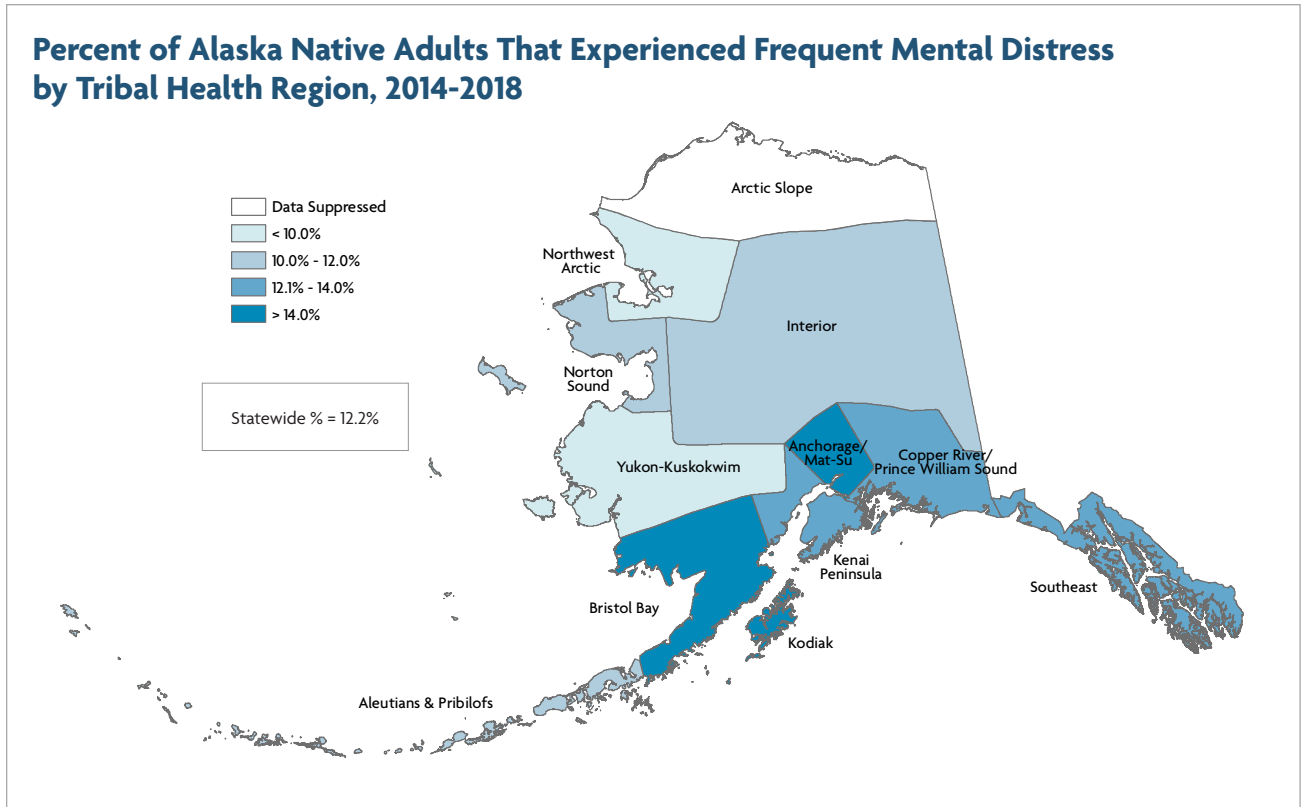 Percent of Alaska Native Adults That Experienced Frequent Mental Distress
by Tribal Health Region, 2014-2018
Data Suppressed
< 10.0%
10.0% - 12.0%
12.1% - 14.0%
> 14.0%
Statewide % = 12.2%
Arctic Slope
Northwest
Arctic
Interior
Norton
Sound
Yukon-Kuskokwim
Anchorage/
Mat-Su
Copper River/
Prince William Sound
Kenai
Peninsula
Southeast
Bristol Bay
Kodiak
Aleutians & Pribilofs